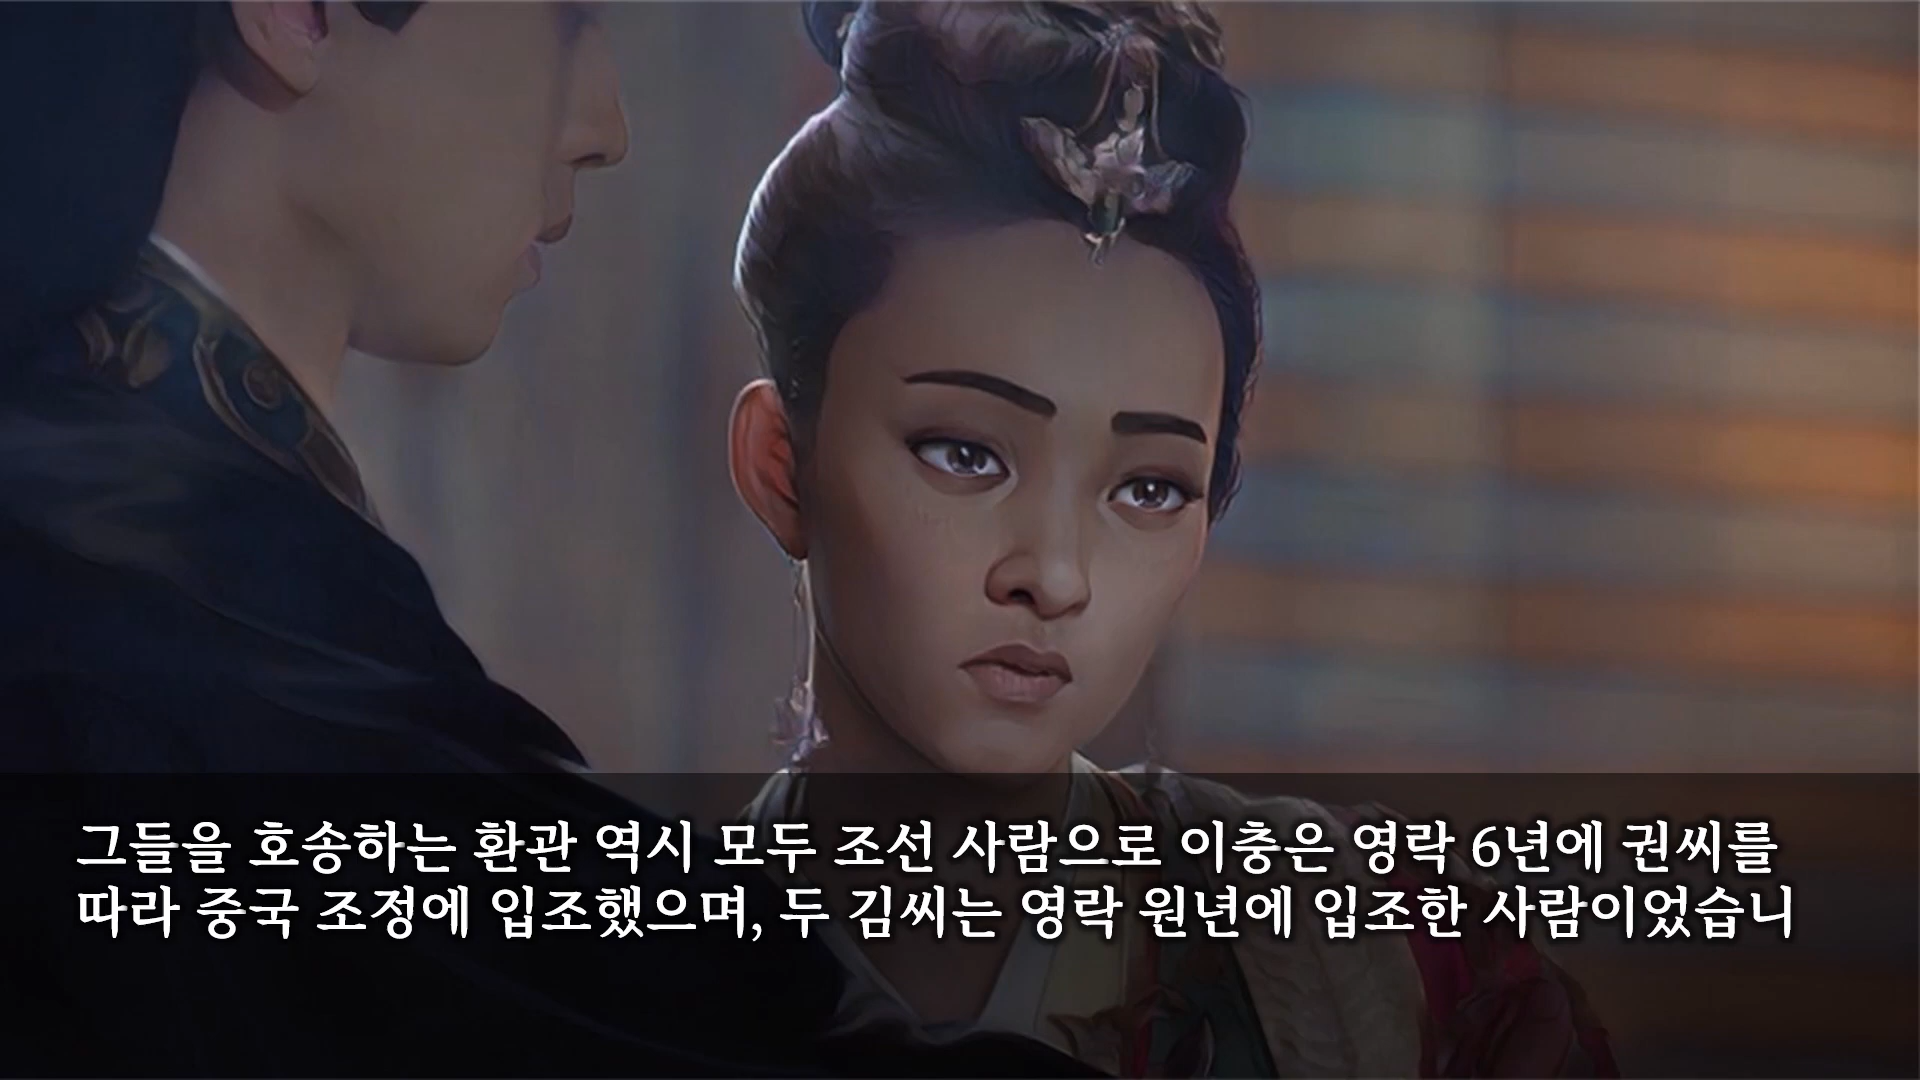 그들을 호송하는 환관 역시 모두 조선 사람으로 이충은 영락 6년에 권씨를
따라 중국 조정에 입조했으며, 두 김씨는 영락 원년에 입조한 사람이었습니